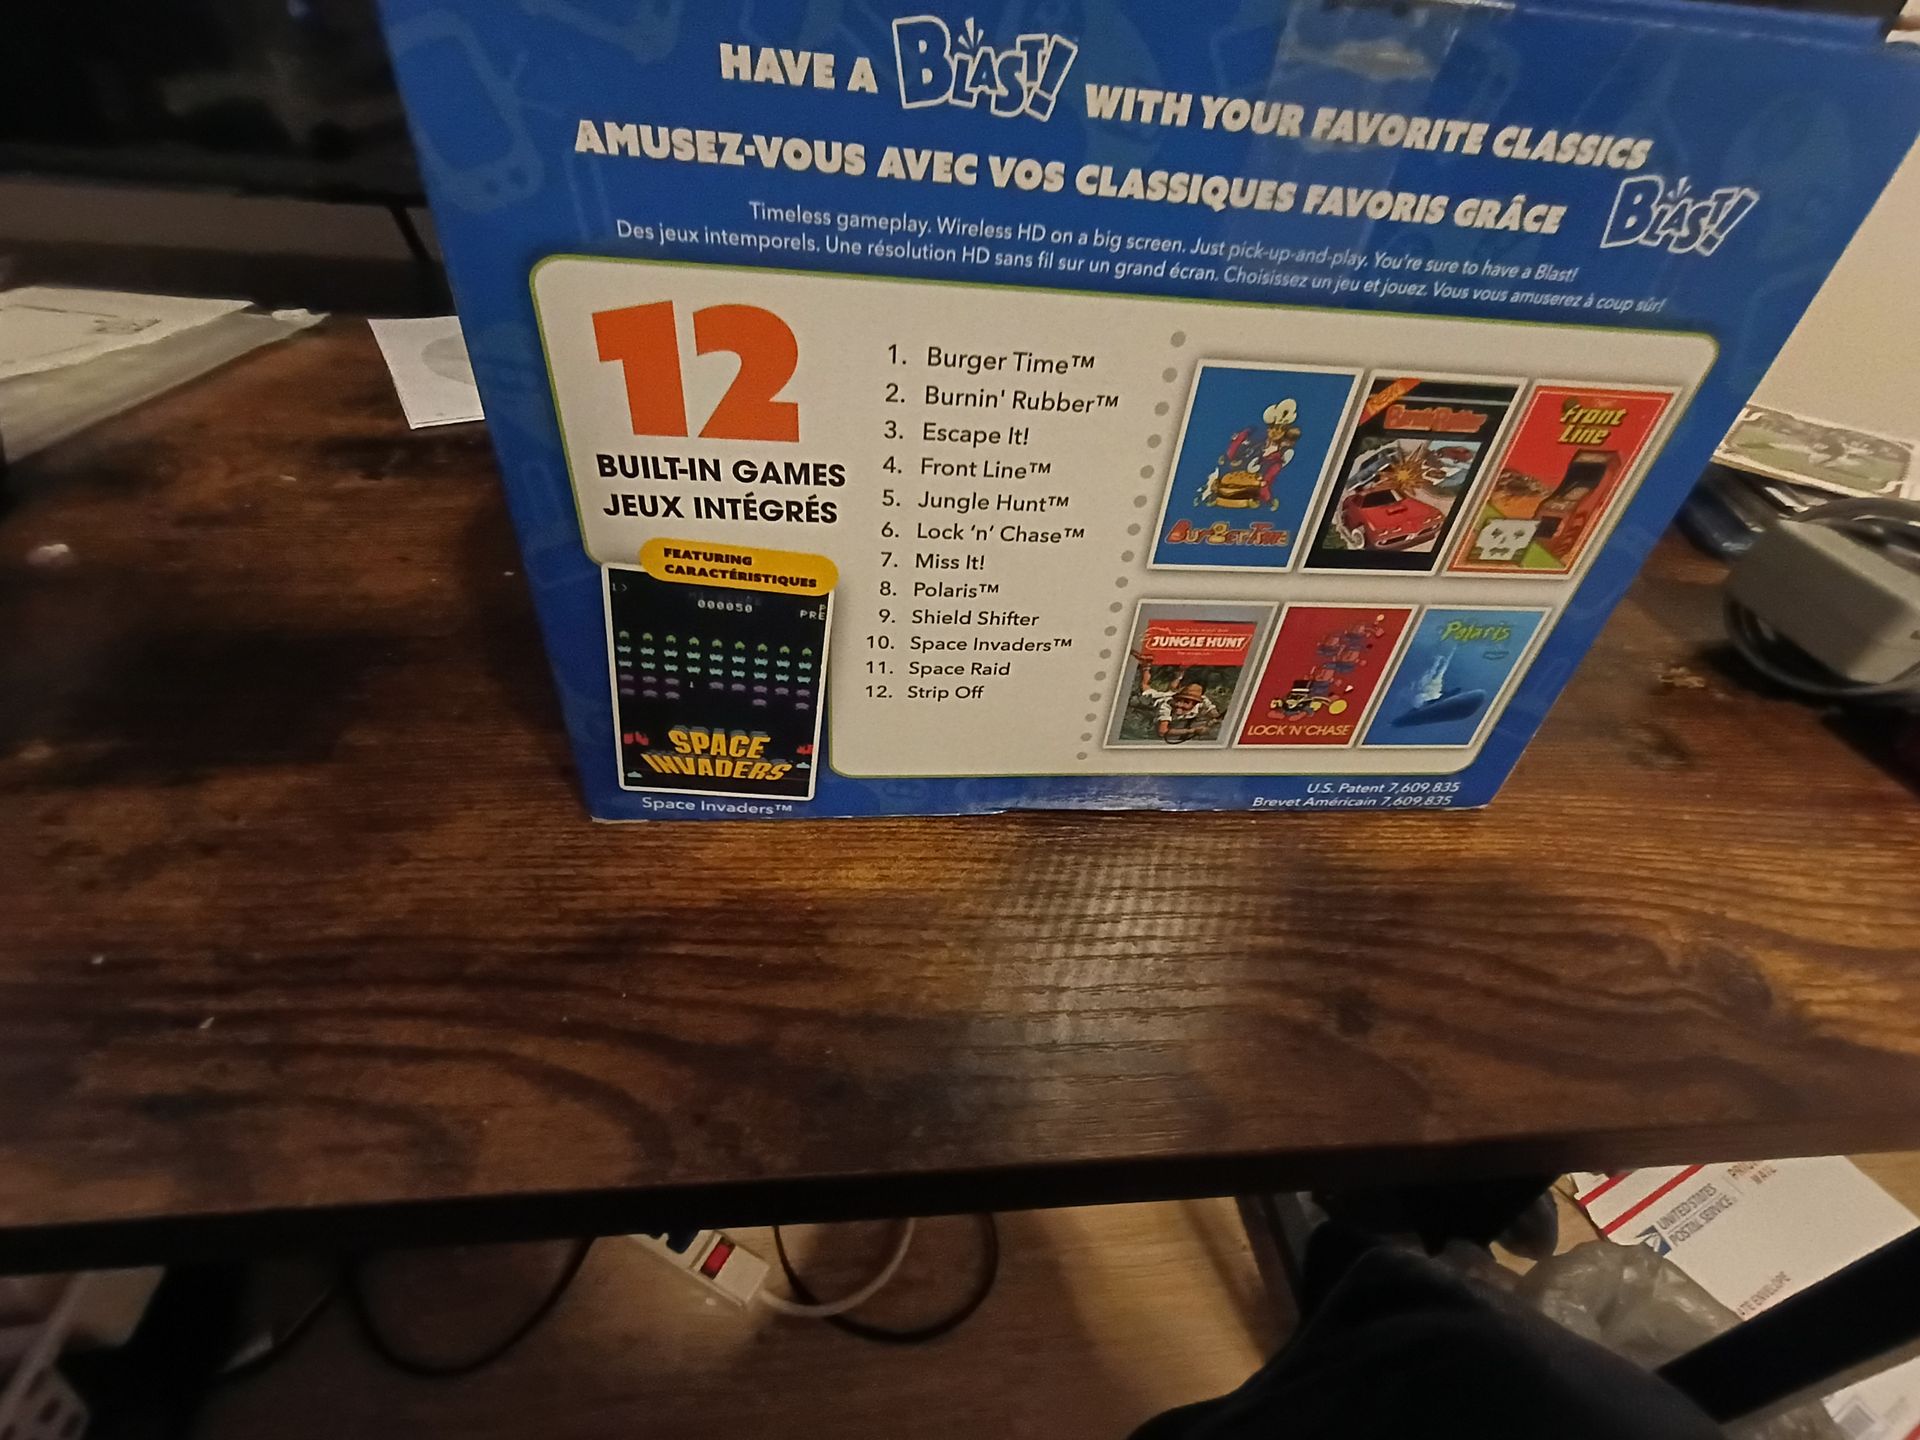 HAVE A BLAST! WITH YOUR FAVORITE CLASSICS
AMUSEZ-VOUS AVEC VOS CLASSIQUES FAVORIS GRÂCE BLAST!
Timeless gameplay. Wireless HD on a big screen. Just pick-up-and-play. You're sure to have a Blast!
Des jeux intemporels. Une résolution HD sans fil sur un grand écran. Choisissez un jeu et jouez. Vous vous amuserez à coup sûr!
12
BUILT-IN GAMES
JEUX INTÉGRÉS
FEATURING
CARACTÉRISTIQUES
000050
PRE
SPACE
INVADERS
Space Invaders™
1. Burger Time™
2. Burnin' Rubber™
3. Escape It!
4. Front Line™
5. Jungle Hunt™
6. Lock 'n' Chase™
7. Miss It!
8. Polaris™
9. Shield Shifter
10. Space Invaders™
11. Space Raid
12. Strip Off
BurgerTime
Front
Line
JUNGLE HUNT
LOCK 'N' CHASE
Polaris
U.S. Patent 7,609,835
Brevet Américain 7,609,835
UNITED STATES
POSTAL SERVICE